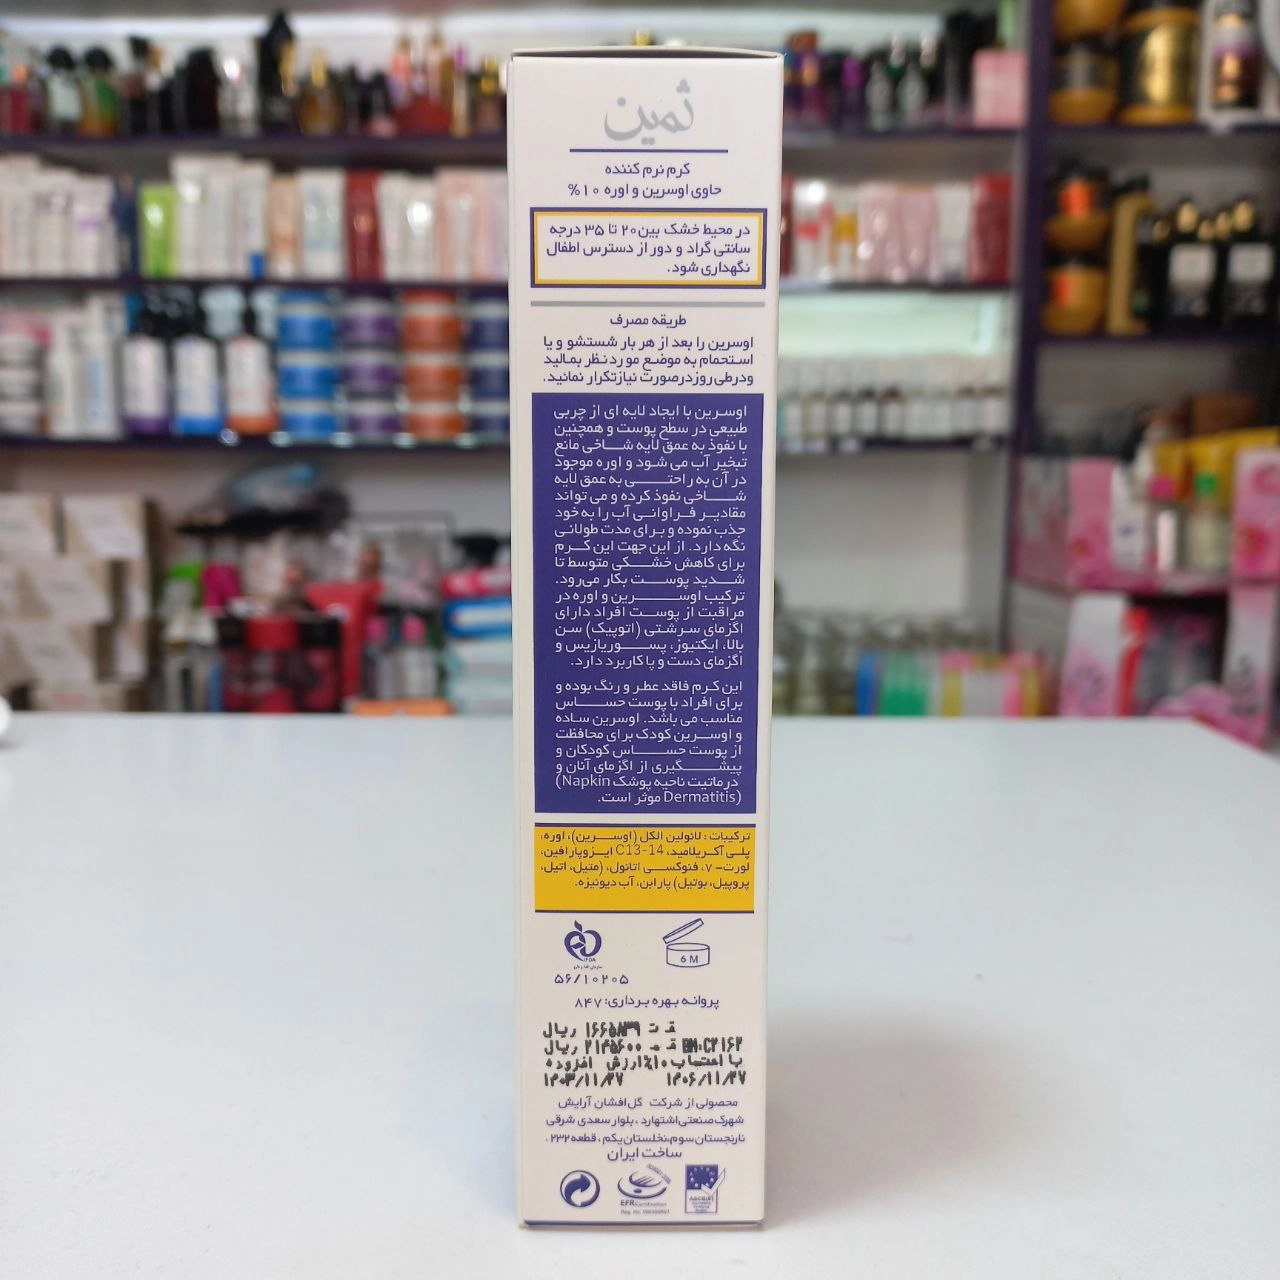 ثمین
کرم نرم کننده
حاوی اوسرین و اوره ۱۰%
در محیط خشک بین ۲۰ تا ۳۵ درجه
سانتی گراد و دور از دسترس اطفال
نگهداری شود.
طریقه مصرف
اوسرین را بعد از هر بار شستشو و یا
استحمام به موضع مورد نظر بمالید
ودرطی روزدرصورت نیازتکرار نمائید.
اوسرین با ایجاد لایه ای از چربی
طبیعی در سطح پوست و همچنین
با نفوذ به عمق لایه شاخی مانع
تبخیر آب می شود و اوره موجود
در آن به راحتی به عمق لایه
شاخی نفوذ کرده و می تواند
مقادیر فراوانی آب را به خود
جذب نموده و برای مدت طولانی
نگه دارد. از این جهت این کرم
برای کاهش خشکی متوسط تا
شدید پوست بکار می‌رود.
ترکیب اوسرین و اوره در
مراقبت از پوست افراد دارای
اگزمای سرشتی (اتوپیک) سن
بالا، ایکتیوز، پسوریازیس و
اگزمای دست و پا کاربرد دارد.
این کرم فاقد عطر و رنگ بوده و
برای افراد با پوست حساس
مناسب می باشد. اوسرین ساده
و اوسرین کودک برای محافظت
از پوست حساس کودکان و
پیشگیری از اگزمای آنان و
درماتیت ناحیه پوشک Napkin)
Dermatitis) موثر است.
ترکیبات : لانولین الکل (اوسرین)، اوره،
پلی آکریلامید، C13-14 ایزوپارافین،
لورت-۷، فنوکسی اتانول، (متیل، اتیل،
پروپیل، بوتیل) پارابن، آب دیونیزه.
6 M
IFDA
سازمان غذا و دارو
۵۶/۱۰۲۰۵
پروانه بهره برداری: ۸۴۷
ق ت ۱۶۶۵۸۳۹ ریال
BM:C۲۱۶۲ ق م ۲۱۳۵۶۰۰ ریال
با احتساب ۱۰٪ ارزش افزوده
۱۴۰۶/۱۱/۲۷ ۱۴۰۳/۱۱/۲۷
محصولی از شرکت گل افشان آرایش
شهرک صنعتی اشتهارد ، بلوار سعدی شرقی
نارنجستان سوم،نخلستان یکم ، قطعه ۲۳۲ ،
ساخت ایران
EFR Certification